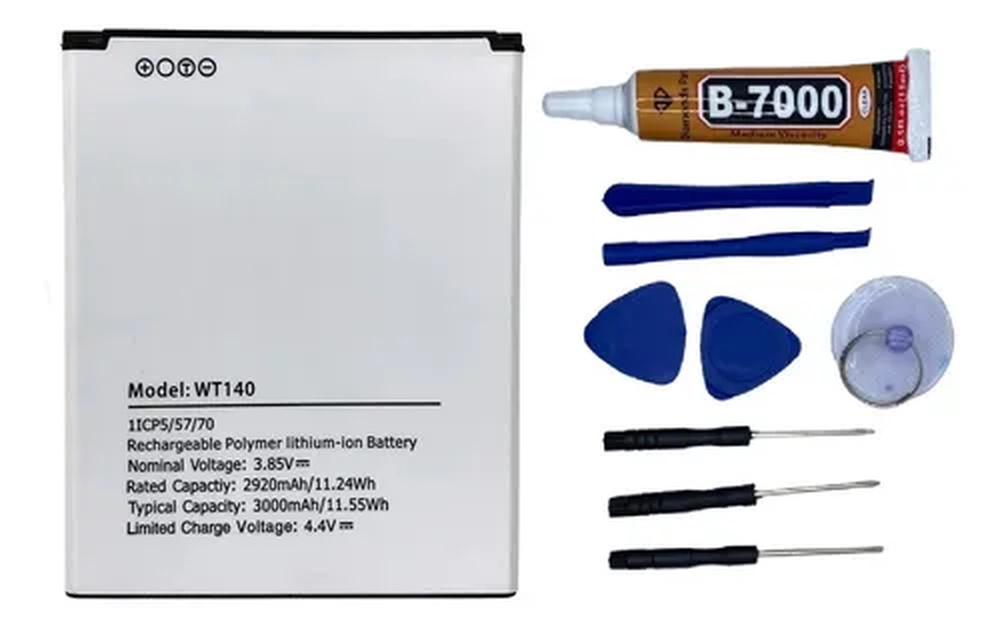 + T -
Model: WT140
1ICP5/57/70
Rechargeable Polymer lithium-ion Battery
Nominal Voltage: 3.85V⎓
Rated Capactiy: 2920mAh/11.24Wh
Typical Capacity: 3000mAh/11.55Wh
Limited Charge Voltage: 4.4V⎓
B-7000
CLEAR
Medium Viscosity